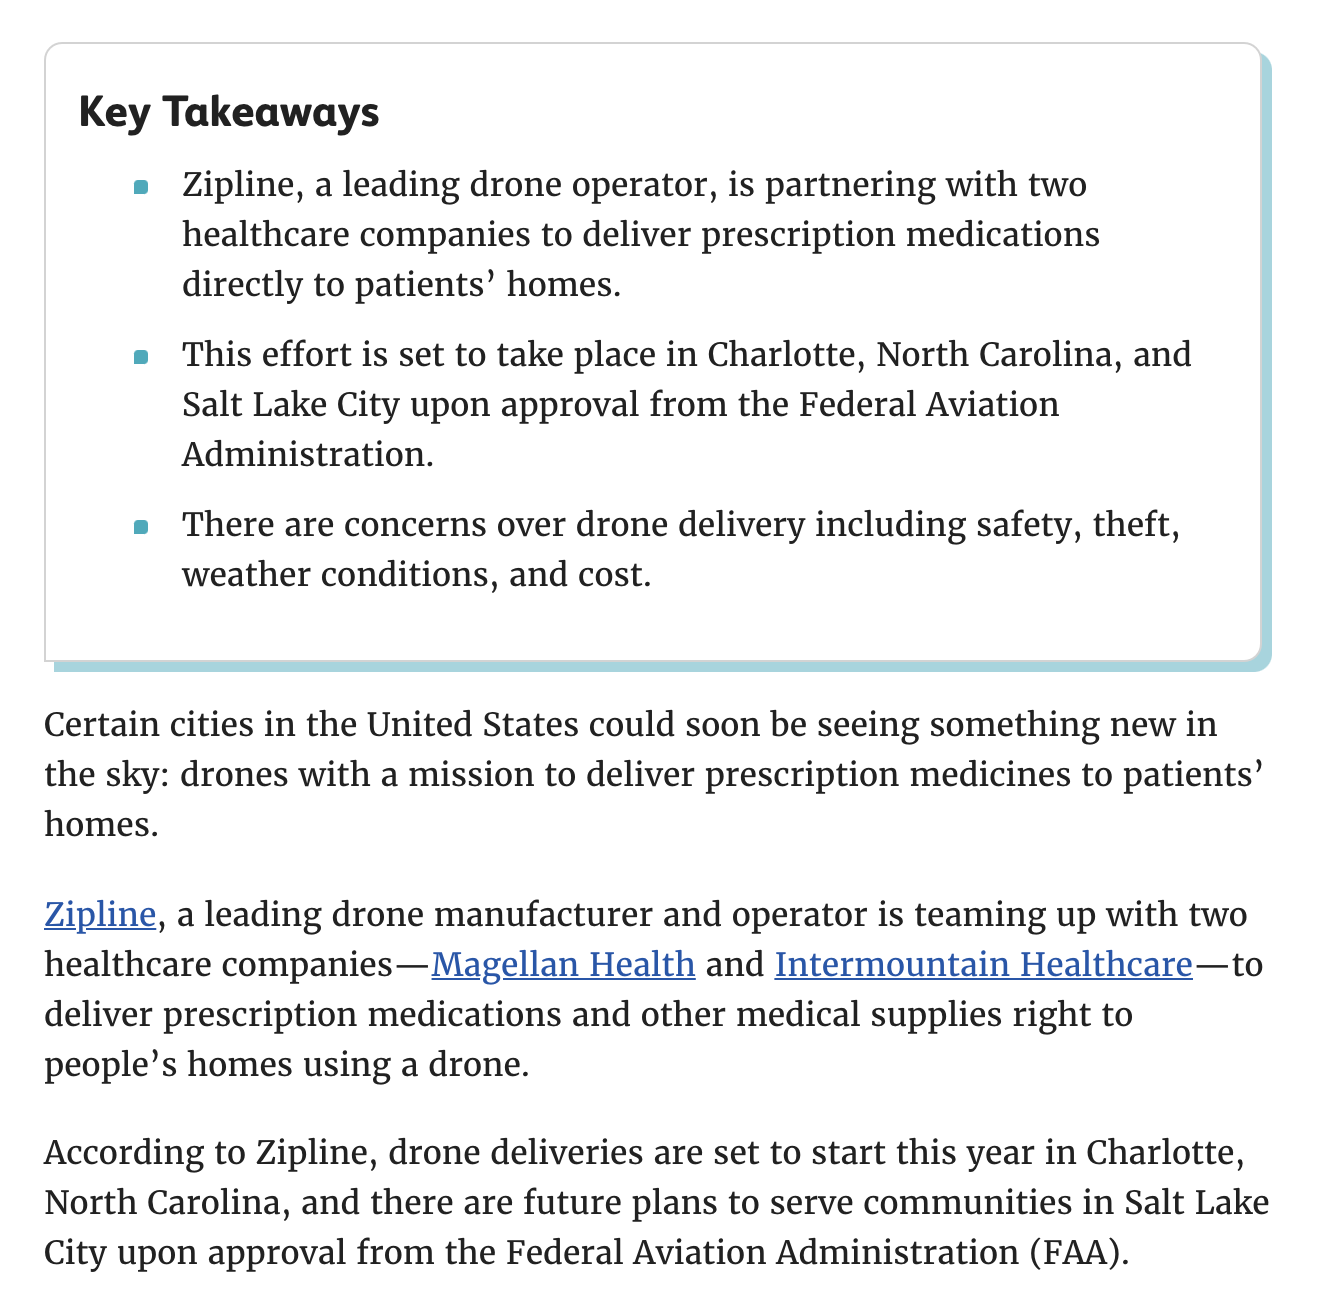 Key Takeaways
Zipline, a leading drone operator, is partnering with two
healthcare companies to deliver prescription medications
directly to patients’ homes.
This effort is set to take place in Charlotte, North Carolina, and
Salt Lake City upon approval from the Federal Aviation
Administration.
There are concerns over drone delivery including safety, theft,
weather conditions, and cost.
Certain cities in the United States could soon be seeing something new in
the sky: drones with a mission to deliver prescription medicines to patients’
homes.
Zipline, a leading drone manufacturer and operator is teaming up with two
healthcare companies—Magellan Health and Intermountain Healthcare—to
deliver prescription medications and other medical supplies right to
people’s homes using a drone.
According to Zipline, drone deliveries are set to start this year in Charlotte,
North Carolina, and there are future plans to serve communities in Salt Lake
City upon approval from the Federal Aviation Administration (FAA).